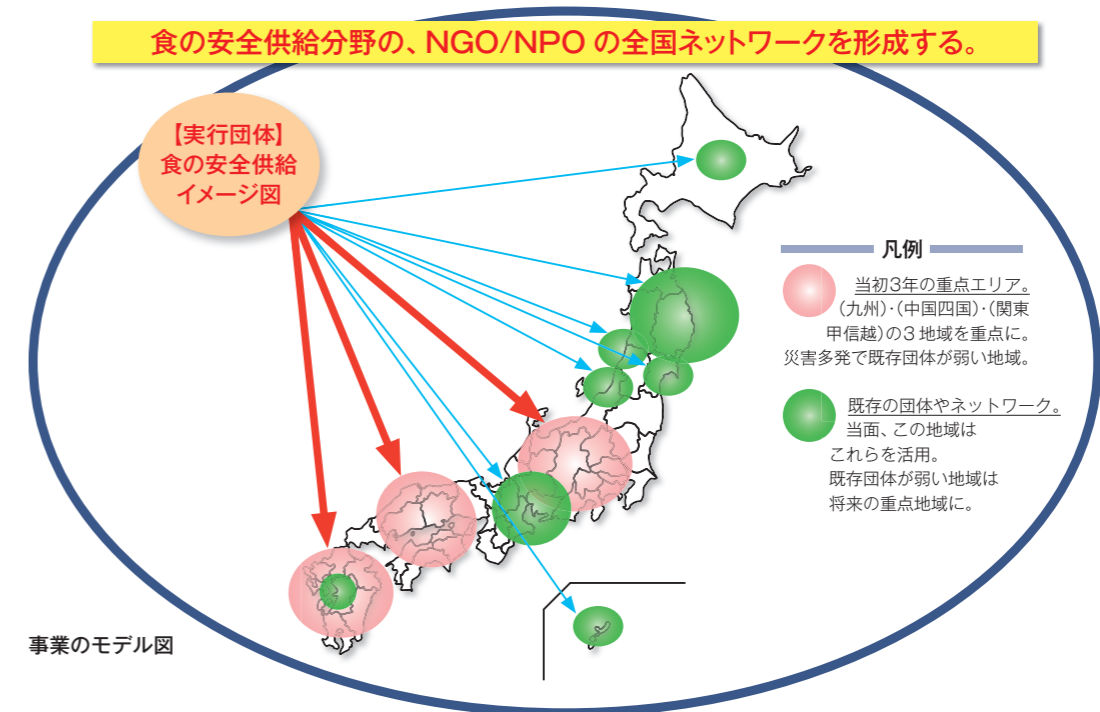 食の安全供給分野の、NGO/NPO の全国ネットワークを形成する。
【実行団体】
食の安全供給
イメージ図
凡例
当初3年の重点エリア。
（九州）・（中国四国）・（関東
甲信越）の3 地域を重点に。
災害多発で既存団体が弱い地域。
既存の団体やネットワーク。
当面、この地域は
これらを活用。
既存団体が弱い地域は
将来の重点地域に。
事業のモデル図